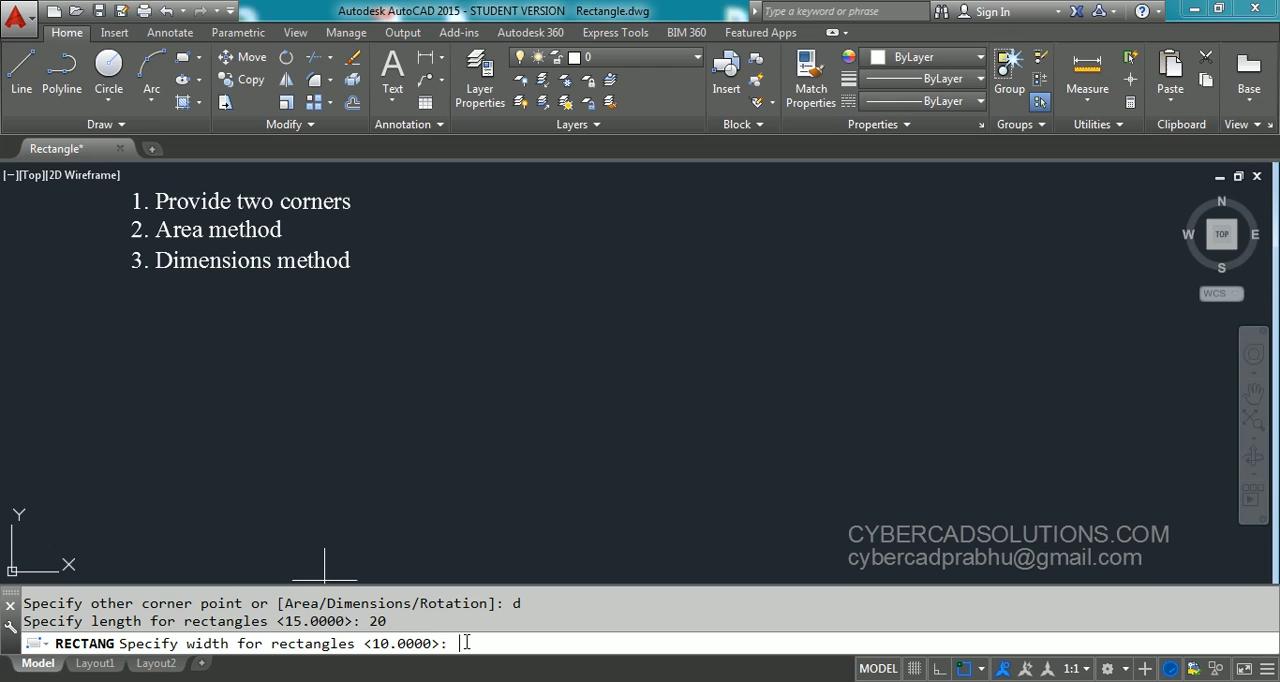 Autodesk AutoCAD 2015 - STUDENT VERSION Rectangle.dwg
Type a keyword or phrase
Sign In
Home Insert Annotate Parametric View Manage Output Add-ins Autodesk 360 Express Tools BIM 360 Featured Apps
Line Polyline Circle Arc
Move
Copy
Text
Layer Properties
0
Insert
Match Properties
ByLayer
ByLayer
ByLayer
Group
Measure
Paste
Base
Draw Modify Annotation Layers Block Properties Groups Utilities Clipboard View
Rectangle*
[−][Top][2D Wireframe]
1. Provide two corners
2. Area method
3. Dimensions method
N
W TOP E
S
WCS
Y
X
CYBERCADSOLUTIONS.COM
cybercadprabhu@gmail.com
Specify other corner point or [Area/Dimensions/Rotation]: d
Specify length for rectangles <15.0000>: 20
RECTANG Specify width for rectangles <10.0000>:
Model Layout1 Layout2 +
MODEL 1:1